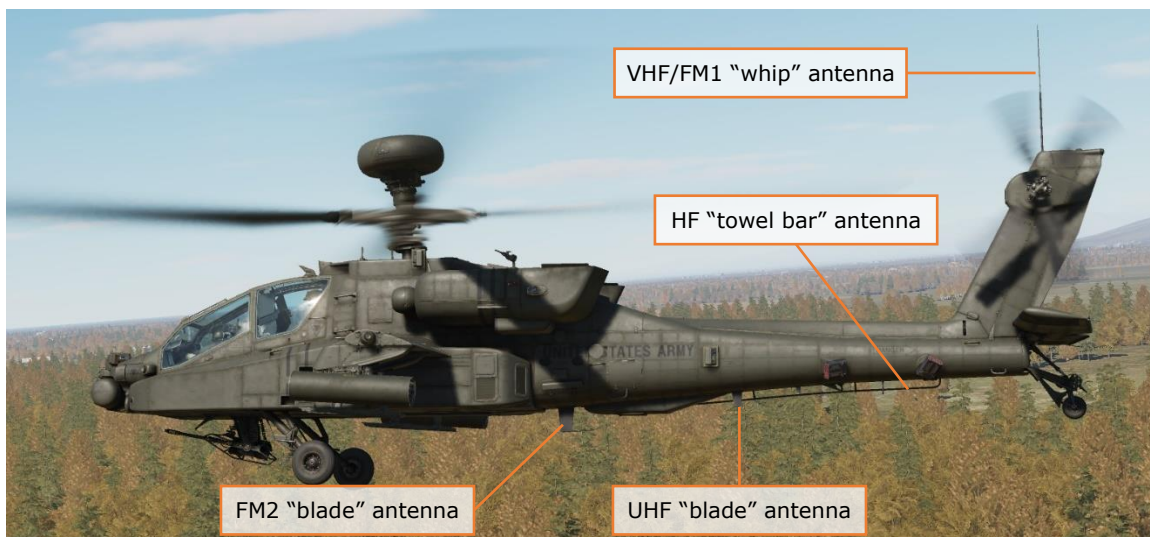 VHF/FM1 “whip” antenna
HF “towel bar” antenna
UNITED STATES ARMY
FM2 “blade” antenna
UHF “blade” antenna